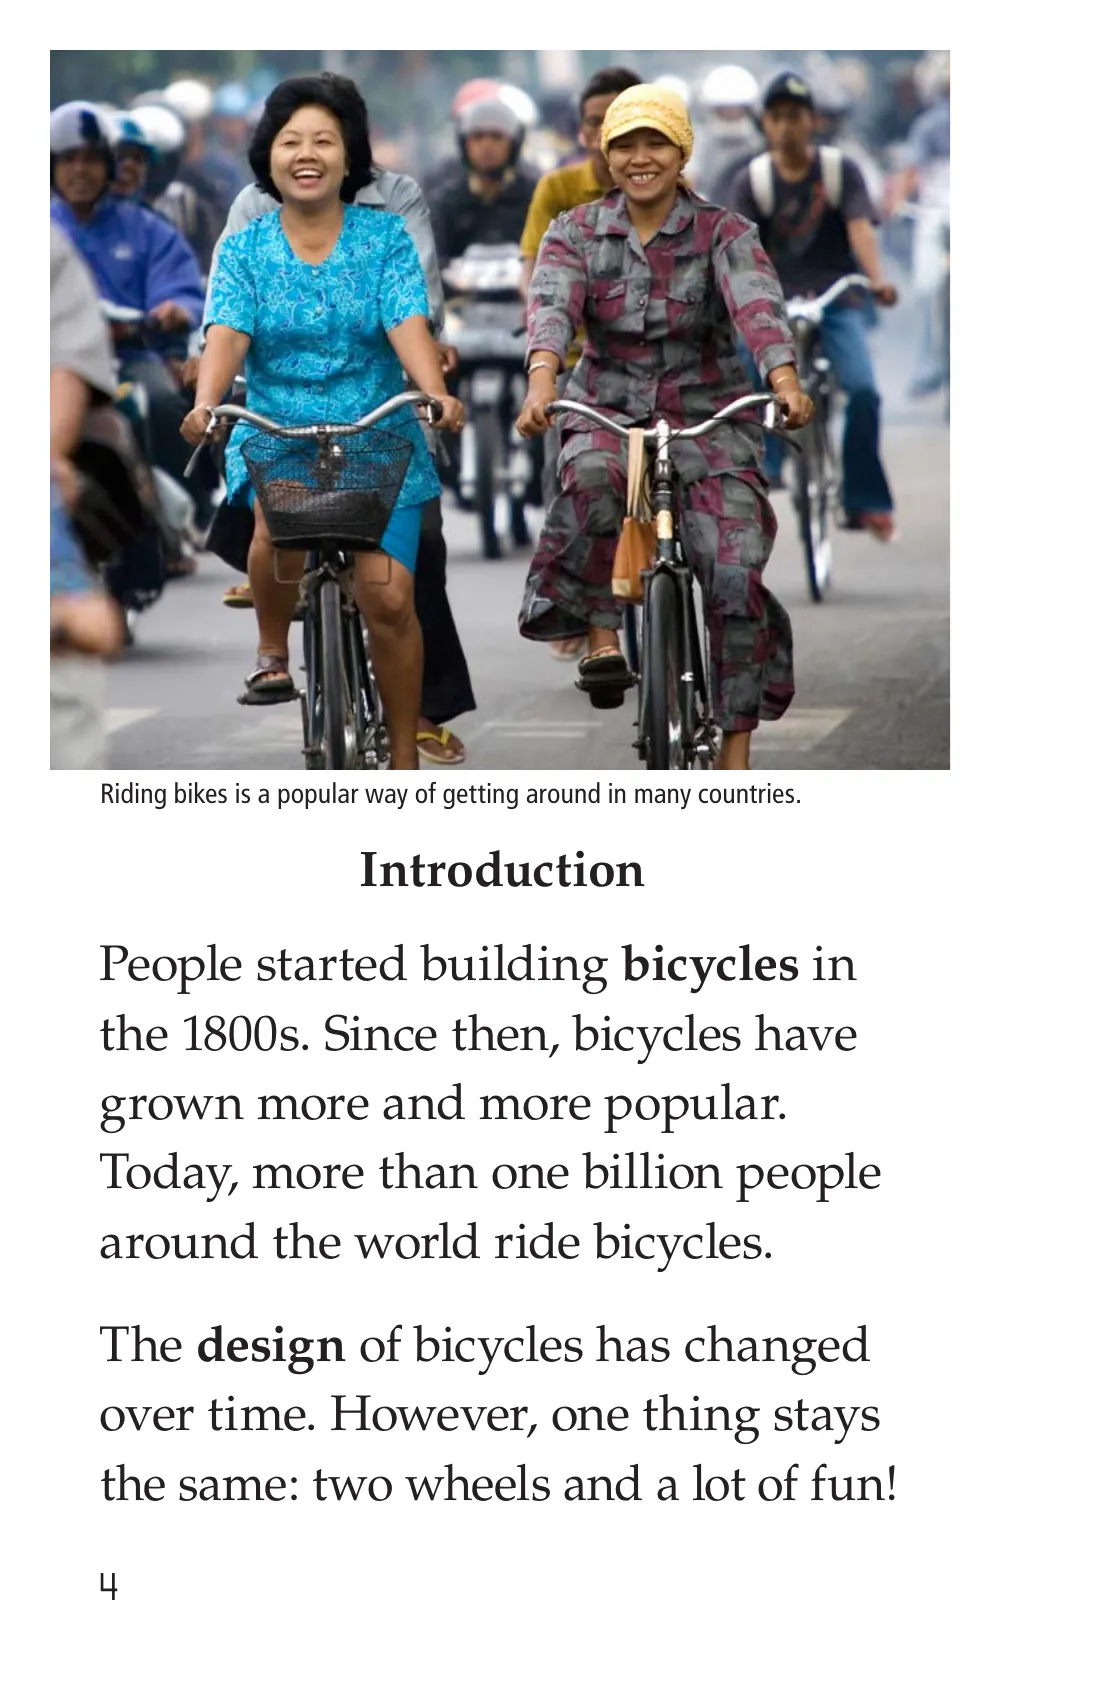 Riding bikes is a popular way of getting around in many countries.
Introduction
People started building bicycles in
the 1800s. Since then, bicycles have
grown more and more popular.
Today, more than one billion people
around the world ride bicycles.
The design of bicycles has changed
over time. However, one thing stays
the same: two wheels and a lot of fun!
4